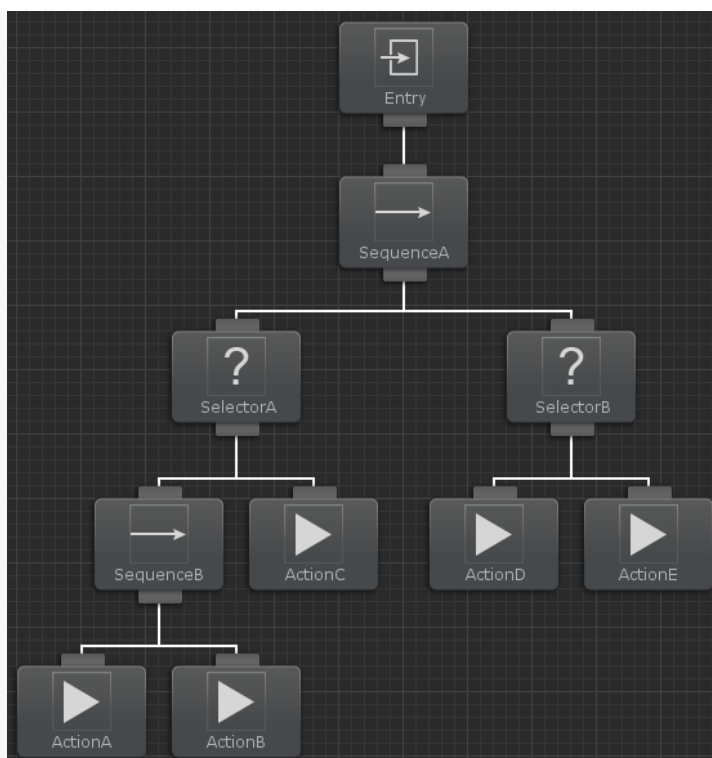 Entry
SequenceA
?
SelectorA
?
SelectorB
SequenceB
ActionC
ActionD
ActionE
ActionA
ActionB